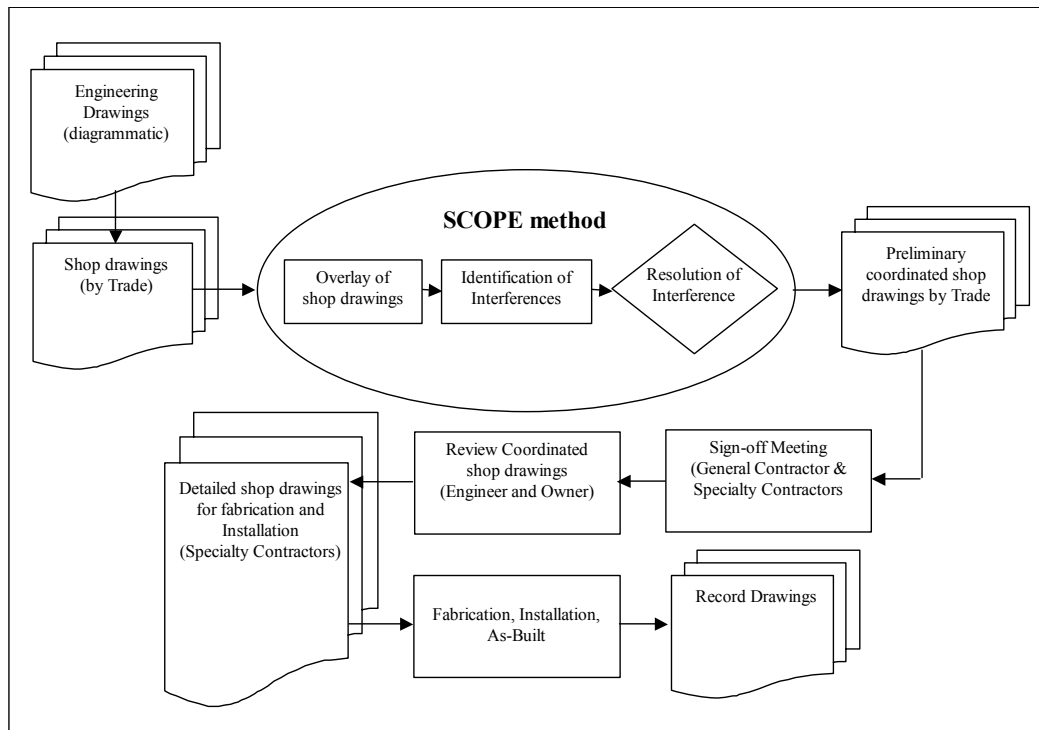 Engineering
Drawings
(diagrammatic)
Shop drawings
(by Trade)
SCOPE method
Overlay of
shop drawings
Identification of
Interferences
Resolution of
Interference
Preliminary
coordinated shop
drawings by Trade
Sign-off Meeting
(General Contractor &
Specialty Contractors
Review Coordinated
shop drawings
(Engineer and Owner)
Detailed shop drawings
for fabrication and
Installation
(Specialty Contractors)
Fabrication, Installation,
As-Built
Record Drawings